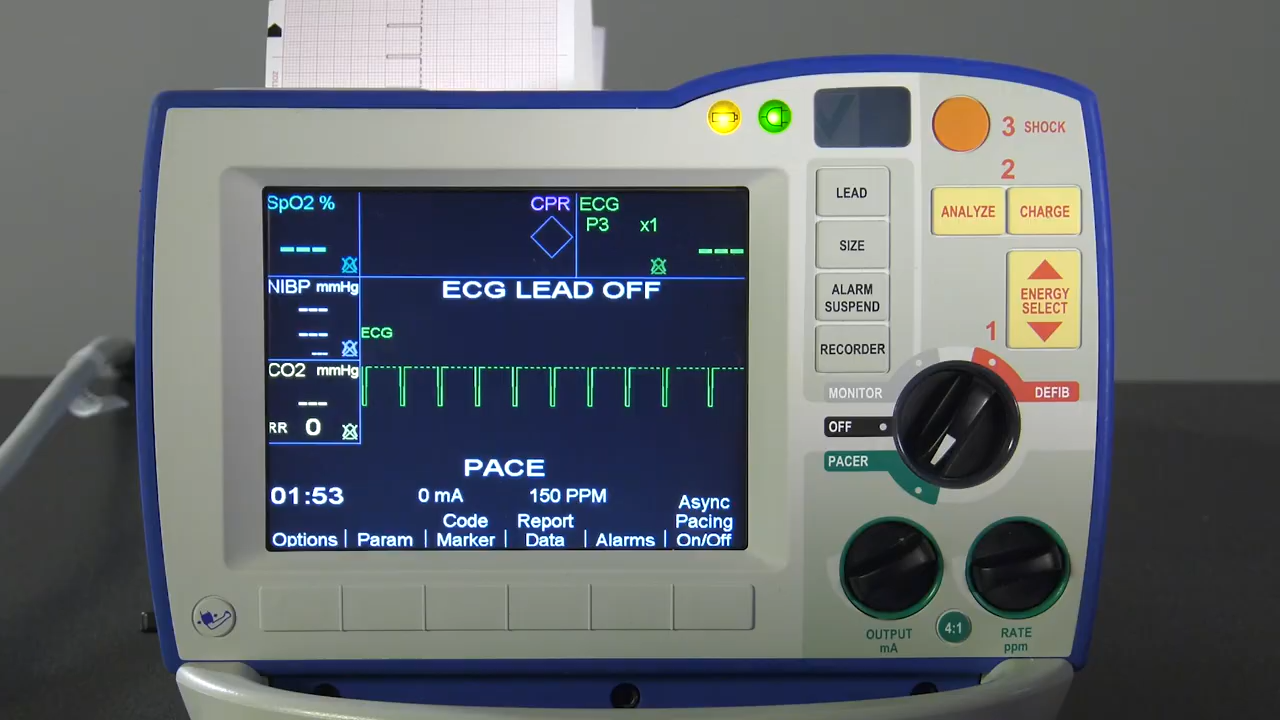 3 SHOCK
2
LEAD
ANALYZE
CHARGE
SIZE
ALARM
SUSPEND
ENERGY
SELECT
RECORDER
1
MONITOR
DEFIB
OFF
PACER
OUTPUT
mA
4:1
RATE
ppm
SpO2 %
---
CPR
ECG
P3 x1
---
NIBP mmHg
---
---
--
ECG LEAD OFF
ECG
CO2 mmHg
---
RR 0
PACE
01:53
0 mA
150 PPM
Options
Param
Code
Marker
Report
Data
Alarms
Async
Pacing
On/Off